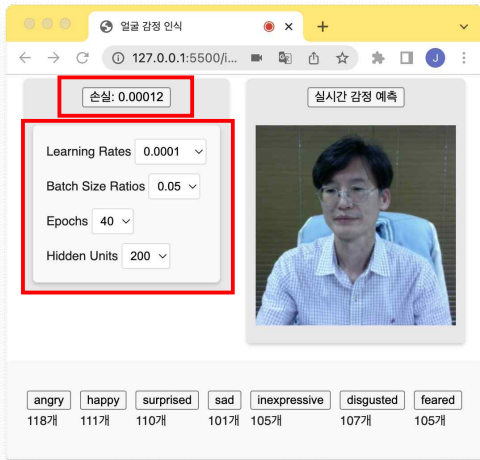 얼굴 감정 인식
127.0.0.1:5500/i...
J
손실: 0.00012
실시간 감정 예측
Learning Rates 0.0001
Batch Size Ratios 0.05
Epochs 40
Hidden Units 200
angry happy surprised sad inexpressive disgusted feared
118개 111개 110개 101개 105개 107개 105개